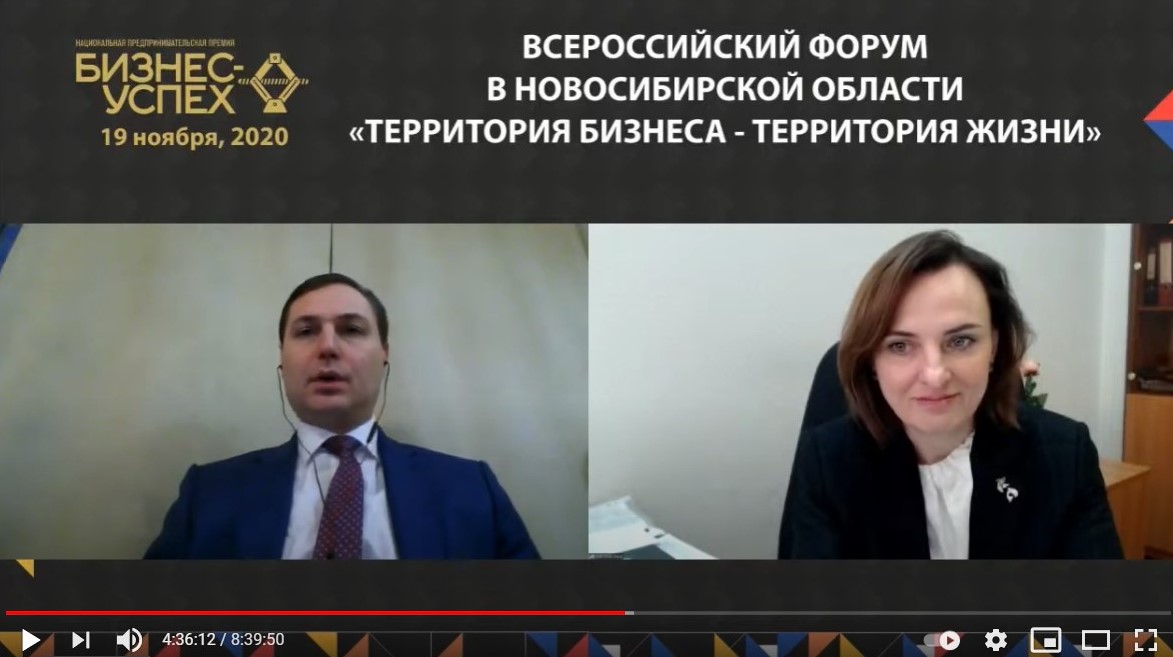 НАЦИОНАЛЬНАЯ ПРЕДПРИНИМАТЕЛЬСКАЯ ПРЕМИЯ
БИЗНЕС-
УСПЕХ
19 ноября, 2020
ВСЕРОССИЙСКИЙ ФОРУМ
В НОВОСИБИРСКОЙ ОБЛАСТИ
«ТЕРРИТОРИЯ БИЗНЕСА - ТЕРРИТОРИЯ ЖИЗНИ»
4:36:12 / 8:39:50